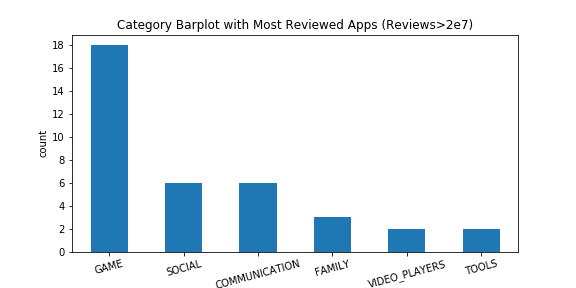 Category Barplot with Most Reviewed Apps (Reviews>2e7)
count
18
16
14
12
10
8
6
4
2
0
GAME
SOCIAL
COMMUNICATION
FAMILY
VIDEO_PLAYERS
TOOLS